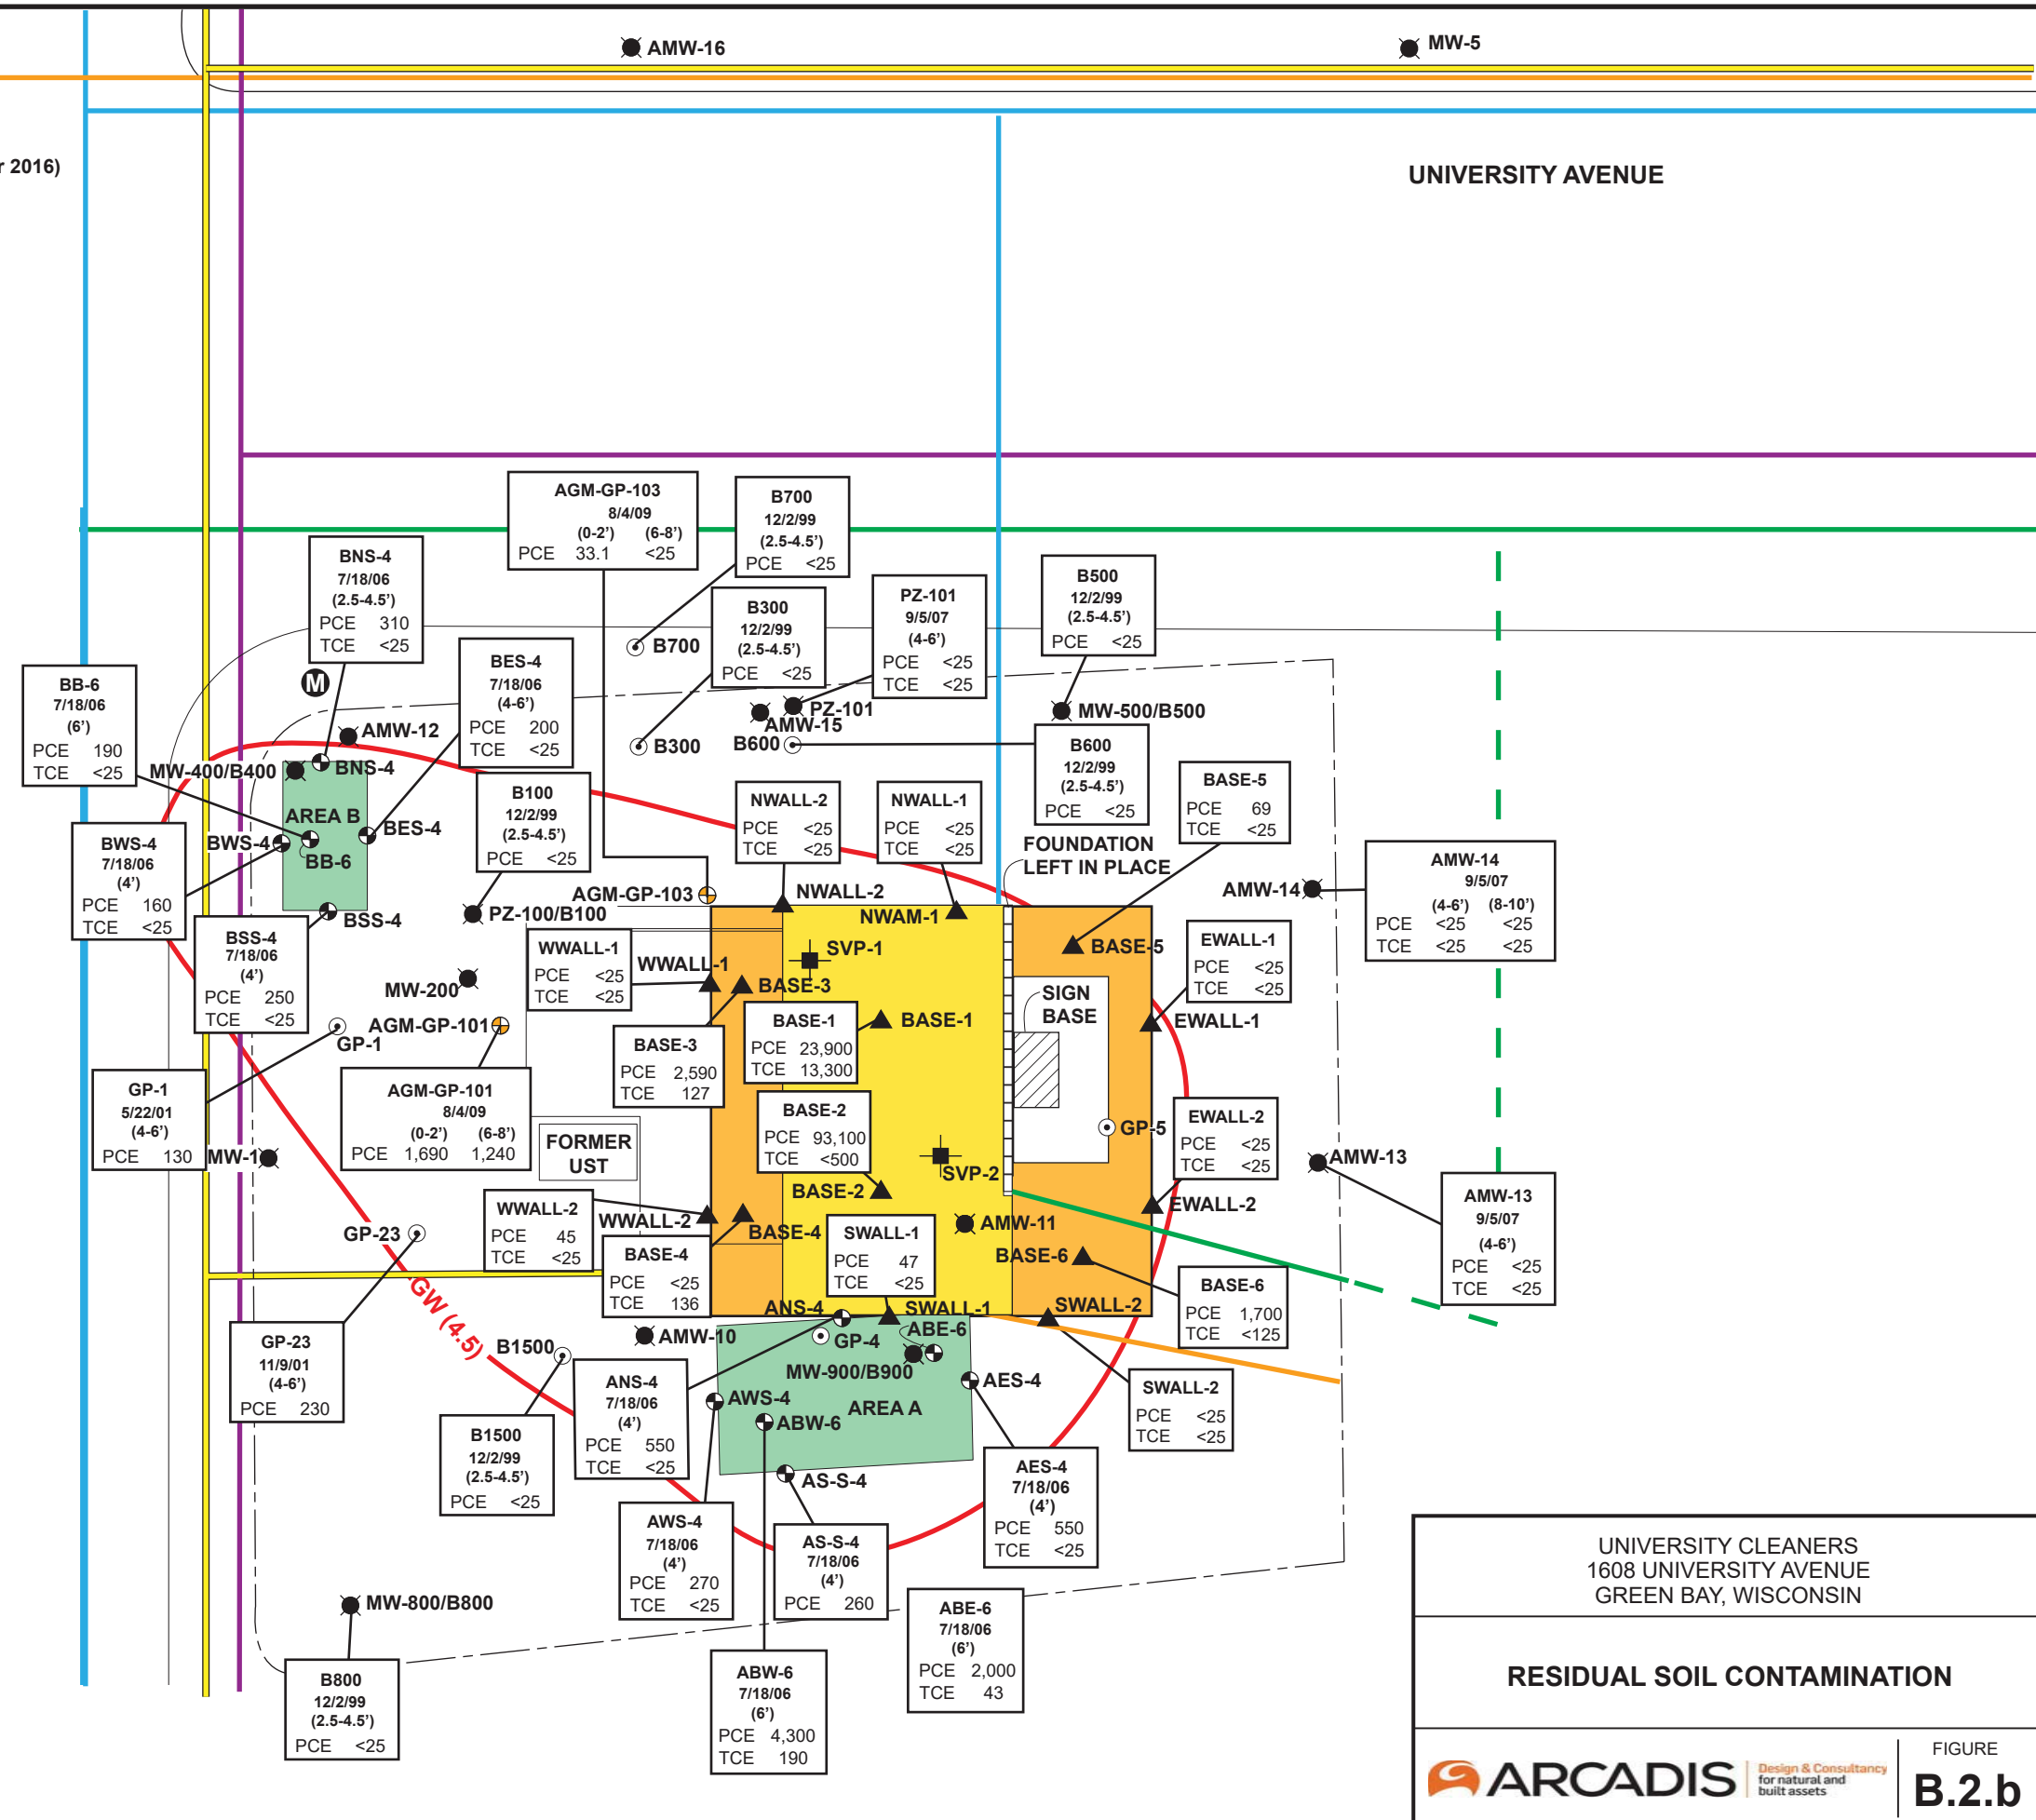 AMW-16
MW-5
r 2016)
UNIVERSITY AVENUE
AGM-GP-103
8/4/09
(0-2') (6-8')
PCE 33.1 <25
B700
12/2/99
(2.5-4.5')
PCE <25
BNS-4
7/18/06
(2.5-4.5')
PCE 310
TCE <25
B300
12/2/99
(2.5-4.5')
PCE <25
PZ-101
9/5/07
(4-6')
PCE <25
TCE <25
B500
12/2/99
(2.5-4.5')
PCE <25
BB-6
7/18/06
(6')
PCE 190
TCE <25
BES-4
7/18/06
(4-6')
PCE 200
TCE <25
M
B700
PZ-101
AMW-15
MW-500/B500
AMW-12
B300
B600
B600
12/2/99
(2.5-4.5')
PCE <25
MW-400/B400
BNS-4
B100
12/2/99
(2.5-4.5')
PCE <25
NWALL-2
PCE <25
TCE <25
NWALL-1
PCE <25
TCE <25
BASE-5
PCE 69
TCE <25
AREA B
BES-4
BWS-4
BB-6
BWS-4
7/18/06
(4')
PCE 160
TCE <25
FOUNDATION
LEFT IN PLACE
AMW-14
AMW-14
9/5/07
(4-6') (8-10')
PCE <25 <25
TCE <25 <25
AGM-GP-103
NWALL-2
NWAM-1
PZ-100/B100
BSS-4
BSS-4
7/18/06
(4')
PCE 250
TCE <25
WWALL-1
PCE <25
TCE <25
WWALL-1
SVP-1
BASE-5
EWALL-1
PCE <25
TCE <25
MW-200
BASE-3
SIGN
BASE
AGM-GP-101
GP-1
BASE-1
PCE 23,900
TCE 13,300
BASE-1
EWALL-1
BASE-3
PCE 2,590
TCE 127
GP-1
5/22/01
(4-6')
PCE 130
AGM-GP-101
8/4/09
(0-2') (6-8')
PCE 1,690 1,240
BASE-2
PCE 93,100
TCE <500
EWALL-2
PCE <25
TCE <25
GP-5
FORMER
UST
MW-1
SVP-2
AMW-13
AMW-13
9/5/07
(4-6')
PCE <25
TCE <25
BASE-2
WWALL-2
PCE 45
TCE <25
WWALL-2
BASE-4
EWALL-2
AMW-11
GP-23
SWALL-1
PCE 47
TCE <25
BASE-4
PCE <25
TCE 136
BASE-6
BASE-6
PCE 1,700
TCE <125
GW (4.5)
ANS-4
SWALL-1
SWALL-2
GP-23
11/9/01
(4-6')
PCE 230
AMW-10
GP-4
ABE-6
B1500
MW-900/B900
ANS-4
7/18/06
(4')
PCE 550
TCE <25
AES-4
SWALL-2
PCE <25
TCE <25
AWS-4
AREA A
ABW-6
B1500
12/2/99
(2.5-4.5')
PCE <25
AS-S-4
AES-4
7/18/06
(4')
PCE 550
TCE <25
AWS-4
7/18/06
(4')
PCE 270
TCE <25
AS-S-4
7/18/06
(4')
PCE 260
MW-800/B800
ABE-6
7/18/06
(6')
PCE 2,000
TCE 43
B800
12/2/99
(2.5-4.5')
PCE <25
ABW-6
7/18/06
(6')
PCE 4,300
TCE 190
UNIVERSITY CLEANERS
1608 UNIVERSITY AVENUE
GREEN BAY, WISCONSIN
RESIDUAL SOIL CONTAMINATION
ARCADIS
Design & Consultancy
for natural and
built assets
FIGURE
B.2.b